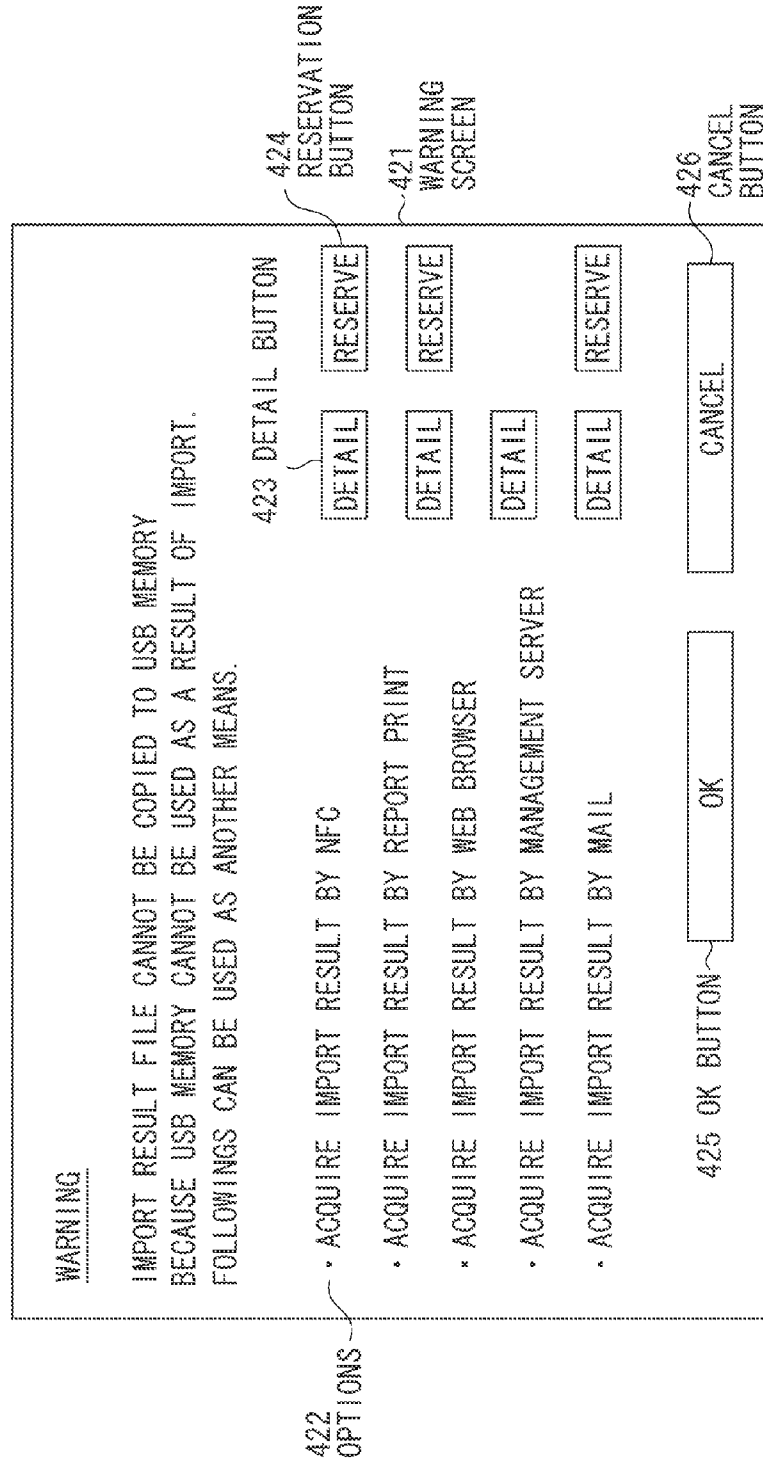 WARNING
IMPORT RESULT FILE CANNOT BE COPIED TO USB MEMORY
BECAUSE USB MEMORY CANNOT BE USED AS A RESULT OF IMPORT.
FOLLOWINGS CAN BE USED AS ANOTHER MEANS.
423 DETAIL BUTTON
424
RESERVATION
BUTTON
422
OPTIONS
• ACQUIRE IMPORT RESULT BY NFC
DETAIL RESERVE
• ACQUIRE IMPORT RESULT BY REPORT PRINT
DETAIL RESERVE
421
WARNING
SCREEN
• ACQUIRE IMPORT RESULT BY WEB BROWSER
DETAIL
• ACQUIRE IMPORT RESULT BY MANAGEMENT SERVER
• ACQUIRE IMPORT RESULT BY MAIL
DETAIL RESERVE
425 OK BUTTON
OK
CANCEL
426
CANCEL
BUTTON